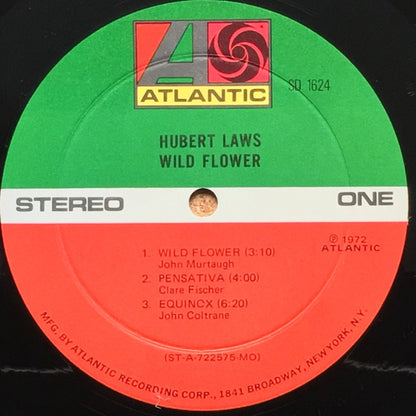 ATLANTIC
SD 1624
HUBERT LAWS
WILD FLOWER
STEREO
ONE
℗ 1972
ATLANTIC
1. WILD FLOWER (3:10)
John Murtaugh
2. PENSATIVA (4:00)
Clare Fischer
3. EQUINCX (6:20)
John Coltrane
(ST-A-722575-MO)
MFG. BY ATLANTIC RECORDING CORP., 1841 BROADWAY, NEW YORK, N.Y.